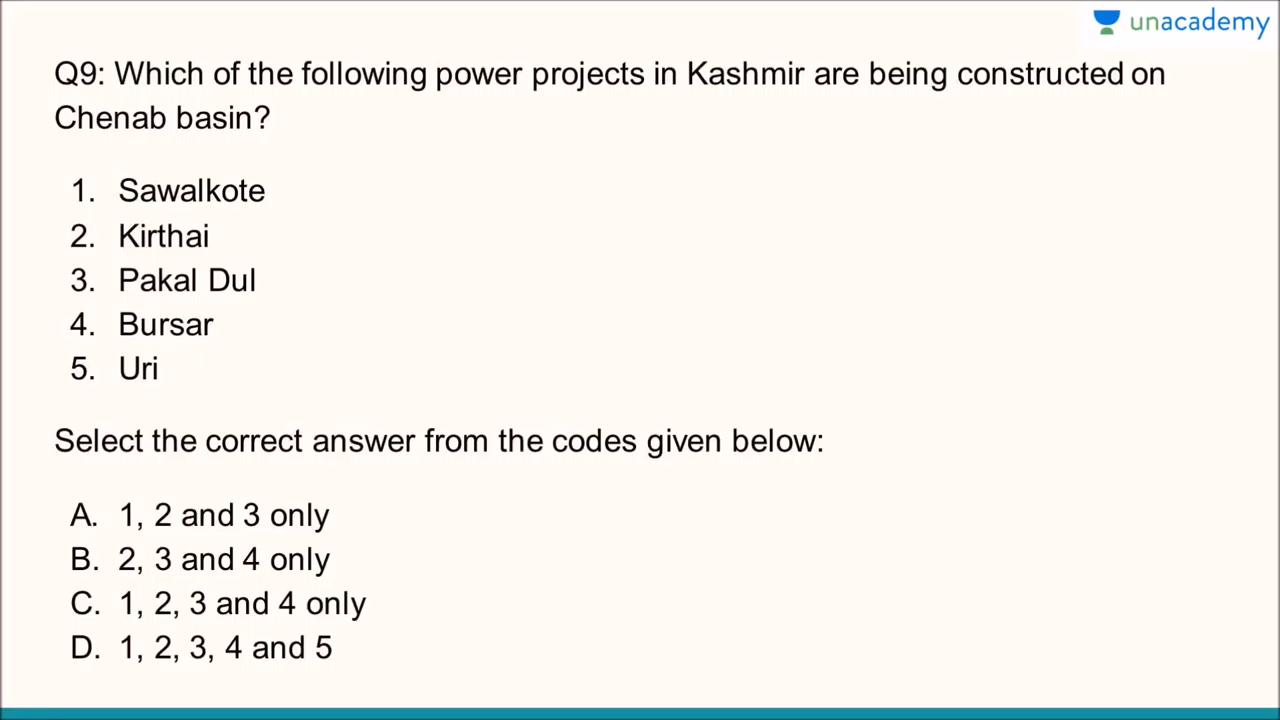 unacademy
Q9: Which of the following power projects in Kashmir are being constructed on
Chenab basin?
1. Sawalkote
2. Kirthai
3. Pakal Dul
4. Bursar
5. Uri
Select the correct answer from the codes given below:
A. 1, 2 and 3 only
B. 2, 3 and 4 only
C. 1, 2, 3 and 4 only
D. 1, 2, 3, 4 and 5